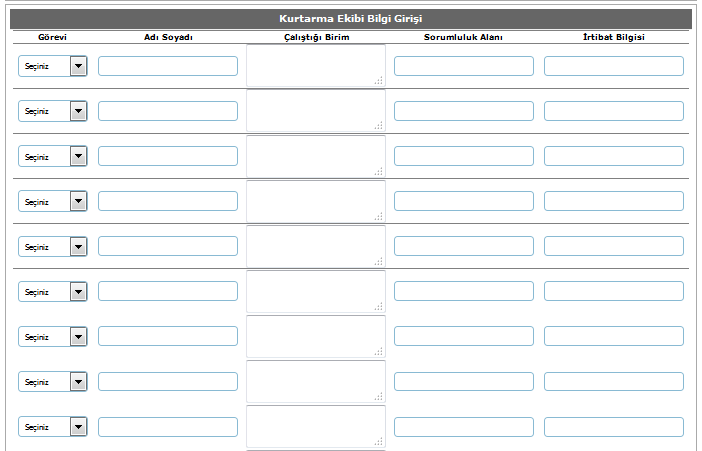 Kurtarma Ekibi Bilgi Girişi
Görevi Adı Soyadı Çalıştığı Birim Sorumluluk Alanı İrtibat Bilgisi
Seçiniz
Seçiniz
Seçiniz
Seçiniz
Seçiniz
Seçiniz
Seçiniz
Seçiniz
Seçiniz